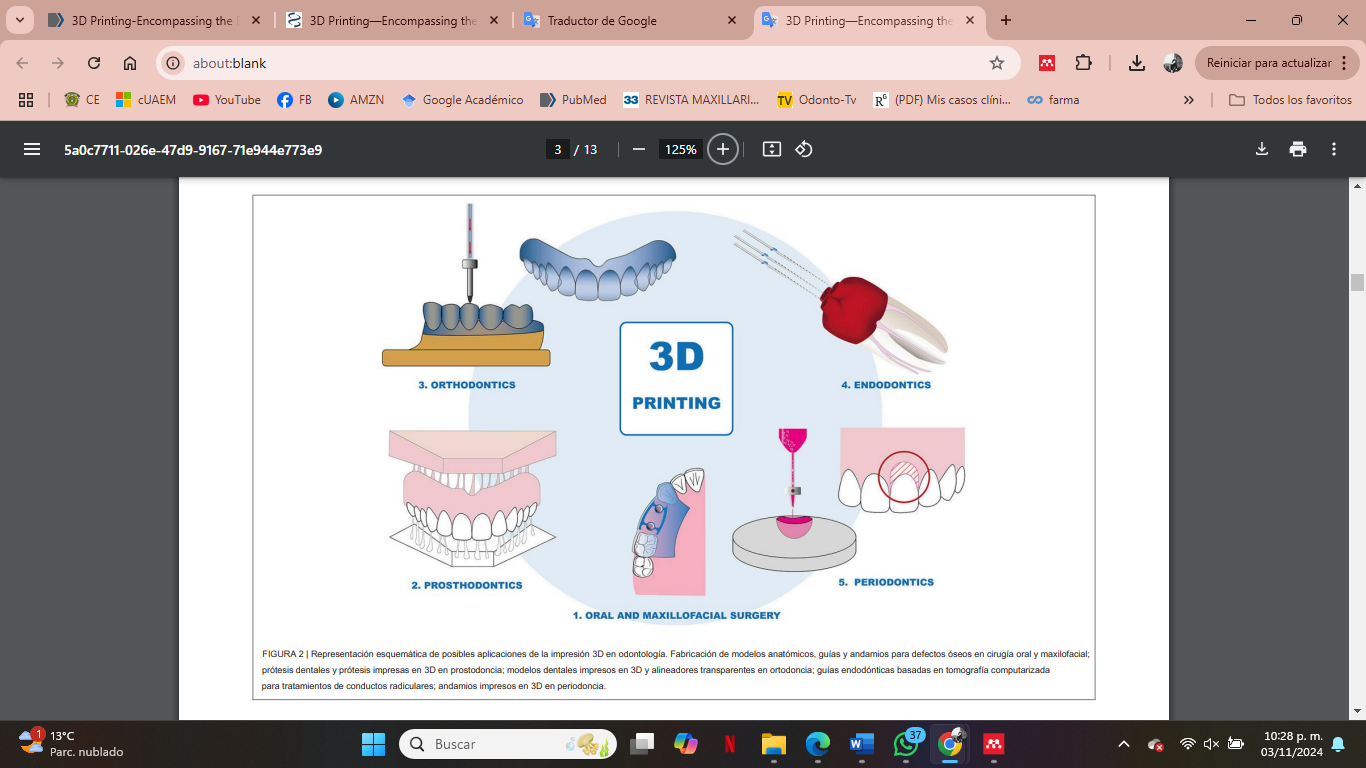 3D Printing-Encompassing the
3D Printing—Encompassing the
Traductor de Google
3D Printing—Encompassing the
about:blank
Reiniciar para actualizar
CE
cUAEM
YouTube
FB
AMZN
Google Académico
PubMed
33 REVISTA MAXILLARI...
TV Odonto-Tv
RG (PDF) Mis casos clíni...
farma
Todos los favoritos
5a0c7711-026e-47d9-9167-71e944e773e9
3 / 13
125%
3D
PRINTING
3. ORTHODONTICS
4. ENDODONTICS
2. PROSTHODONTICS
5. PERIODONTICS
1. ORAL AND MAXILLOFACIAL SURGERY
FIGURA 2 | Representación esquemática de posibles aplicaciones de la impresión 3D en odontología. Fabricación de modelos anatómicos, guías y andamios para defectos óseos en cirugía oral y maxilofacial;
prótesis dentales y prótesis impresas en 3D en prostodoncia; modelos dentales impresos en 3D y alineadores transparentes en ortodoncia; guías endodónticas basadas en tomografía computarizada
para tratamientos de conductos radiculares; andamios impresos en 3D en periodoncia.
1
13°C
Parc. nublado
Buscar
37
10:28 p. m.
03/11/2024